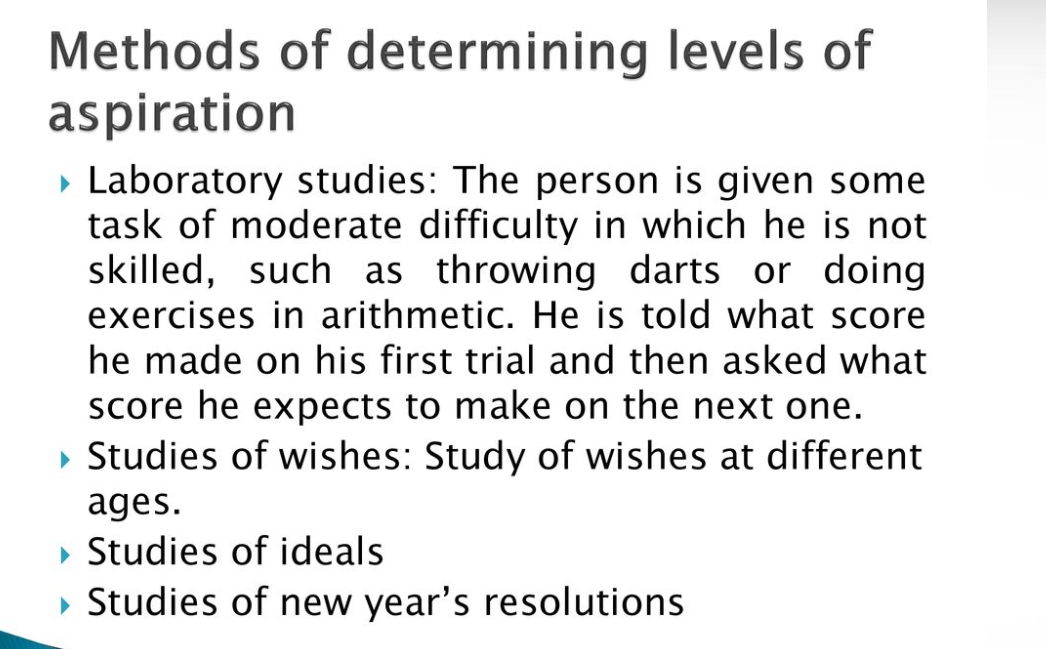 Methods of determining levels of
aspiration
Laboratory studies: The person is given some
task of moderate difficulty in which he is not
skilled, such as throwing darts or doing
exercises in arithmetic. He is told what score
he made on his first trial and then asked what
score he expects to make on the next one.
Studies of wishes: Study of wishes at different
ages.
Studies of ideals
Studies of new year’s resolutions